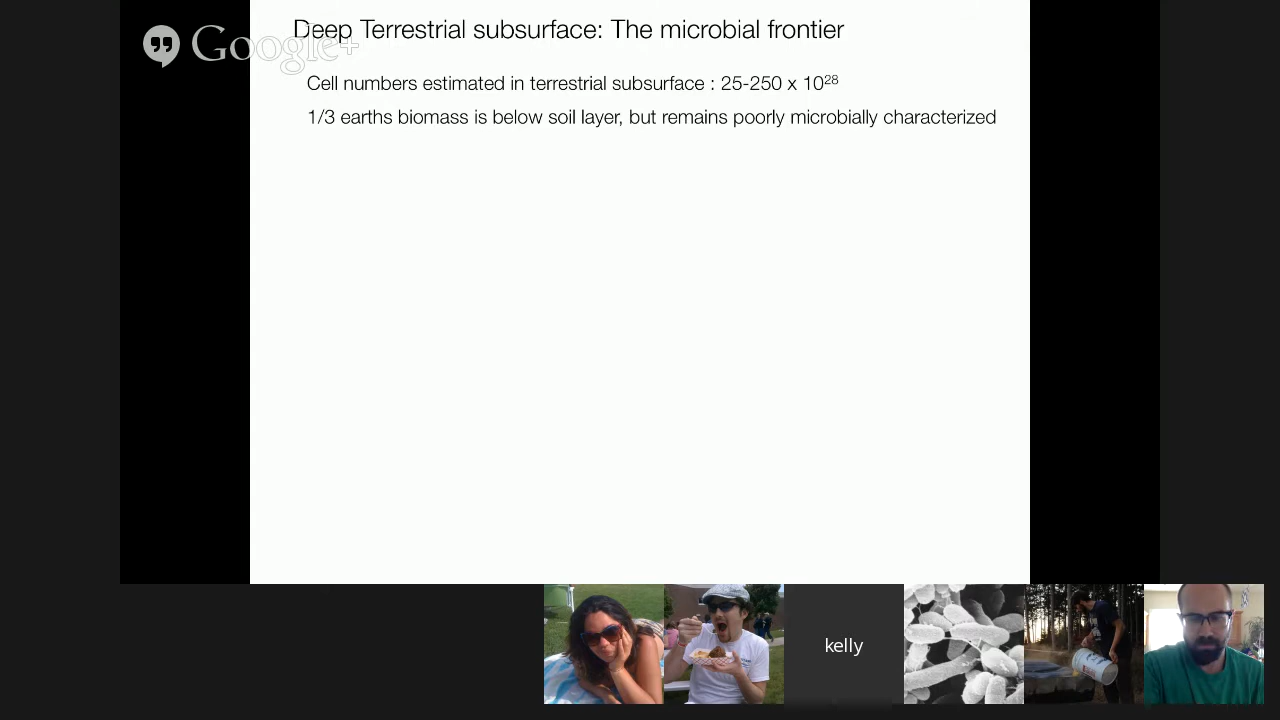 Deep Terrestrial subsurface: The microbial frontier
Google+
Cell numbers estimated in terrestrial subsurface : 25-250 x 10²⁸
1/3 earths biomass is below soil layer, but remains poorly microbially characterized
kelly